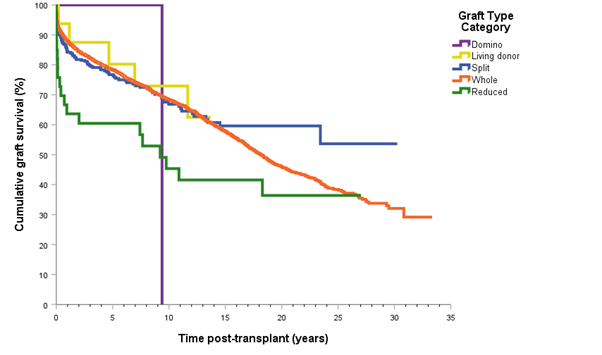 Graft Type
Category
Domino
Living donor
Split
Whole
Reduced
Cumulative graft survival (%)
100
90
80
70
60
50
40
30
20
10
0
0 5 10 15 20 25 30 35
Time post-transplant (years)